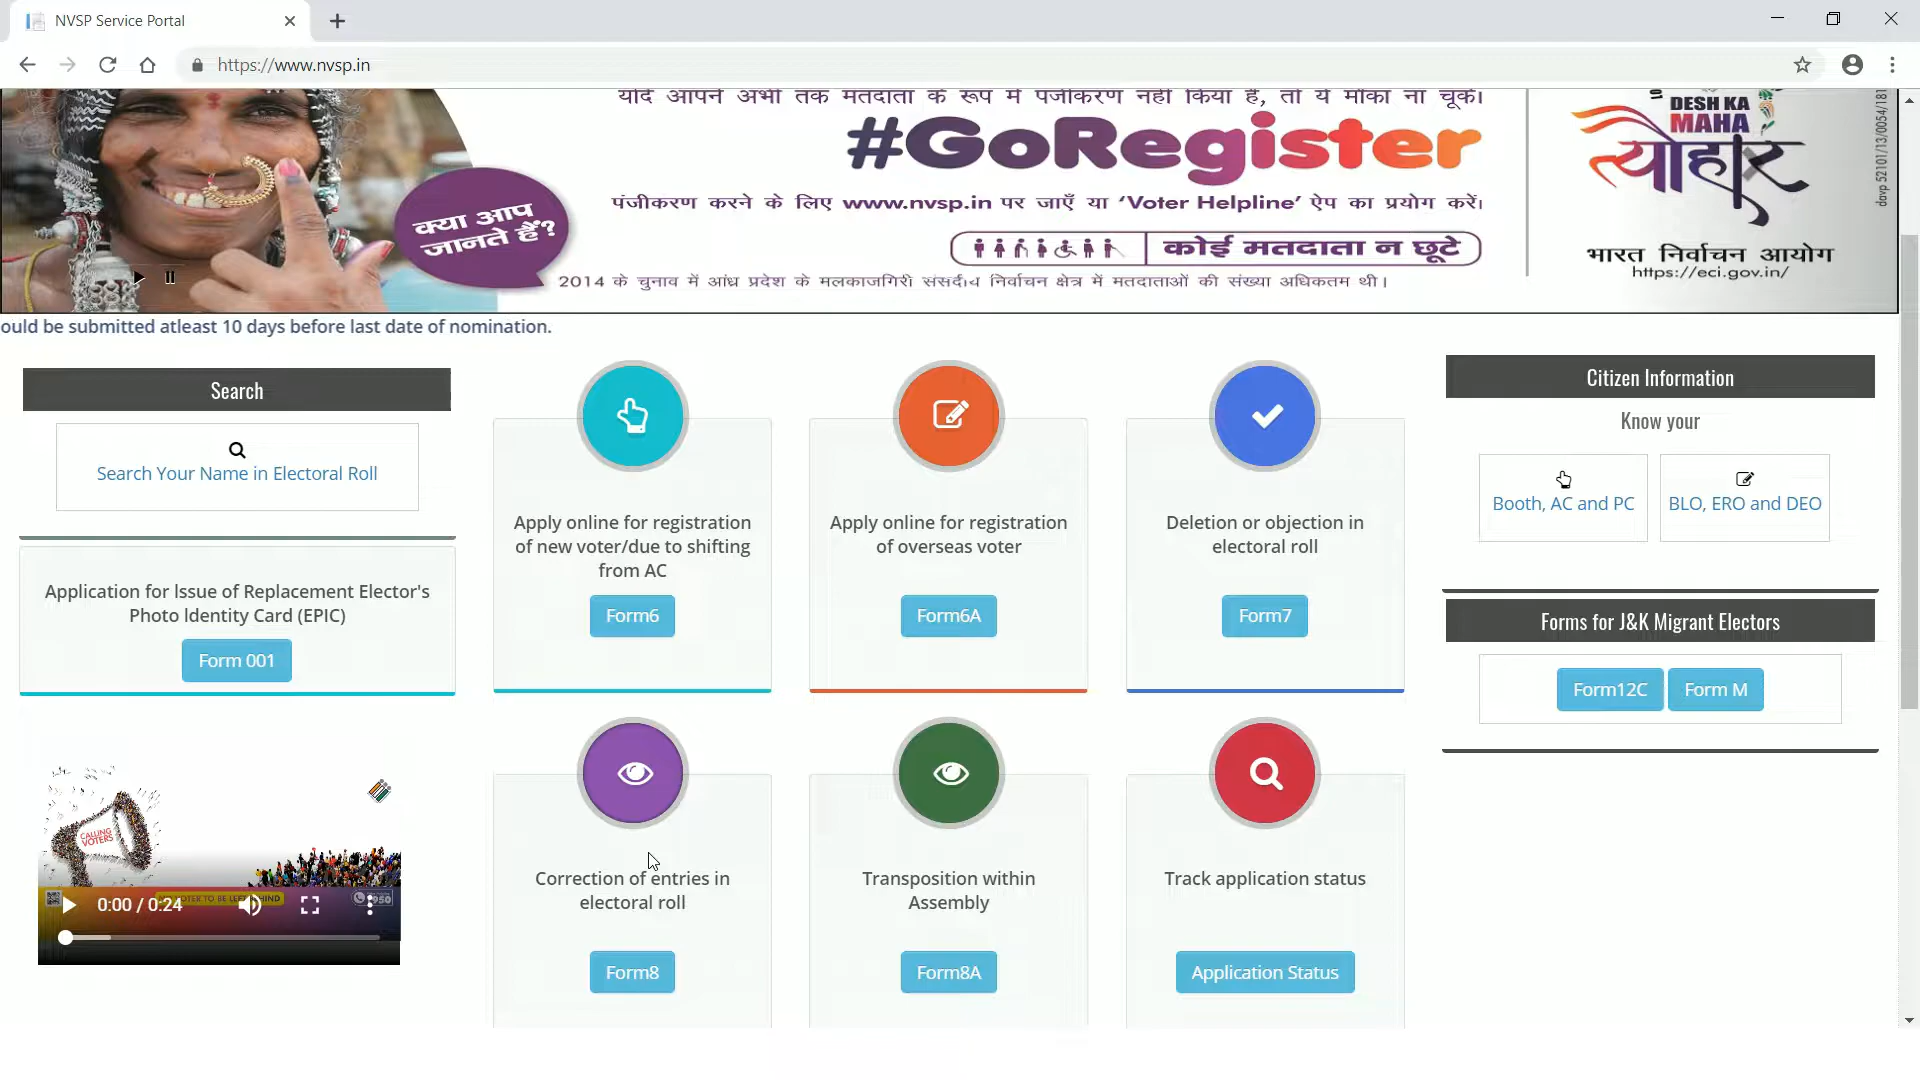 NVSP Service Portal
https://www.nvsp.in
यदि आपने अभी तक मतदाता के रूप में पंजीकरण नहीं किया है, तो ये मौका ना चूकें।
#GoRegister
पंजीकरण करने के लिए www.nvsp.in पर जाएँ या ‘Voter Helpline’ ऐप का प्रयोग करें।
क्या आप
जानते हैं?
कोई मतदाता न छूटे
2014 के चुनाव में आंध्र प्रदेश के मलकाजगिरी संसदीय निर्वाचन क्षेत्र में मतदाताओं की संख्या अधिकतम थी।
DESH KA
MAHA
त्योहार
भारत निर्वाचन आयोग
https://eci.gov.in/
davp 52101/13/0054/181
ould be submitted atleast 10 days before last date of nomination.
Search
Search Your Name in Electoral Roll
Application for Issue of Replacement Elector's
Photo Identity Card (EPIC)
Form 001
CALLING
VOTERS
0:00 / 0:24
Apply online for registration
of new voter/due to shifting
from AC
Form6
Apply online for registration
of overseas voter
Form6A
Deletion or objection in
electoral roll
Form7
Correction of entries in
electoral roll
Form8
Transposition within
Assembly
Form8A
Track application status
Application Status
Citizen Information
Know your
Booth, AC and PC
BLO, ERO and DEO
Forms for J&K Migrant Electors
Form12C
Form M